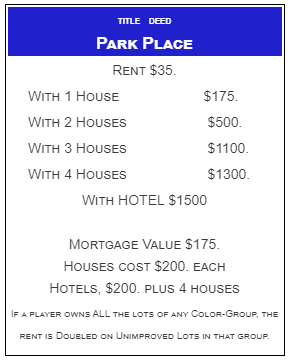 TITLE DEED
PARK PLACE
RENT $35.
WITH 1 HOUSE $175.
WITH 2 HOUSES $500.
WITH 3 HOUSES $1100.
WITH 4 HOUSES $1300.
WITH HOTEL $1500
MORTGAGE VALUE $175.
HOUSES COST $200. EACH
HOTELS, $200. PLUS 4 HOUSES
IF A PLAYER OWNS ALL THE LOTS OF ANY COLOR-GROUP, THE
RENT IS DOUBLED ON UNIMPROVED LOTS IN THAT GROUP.